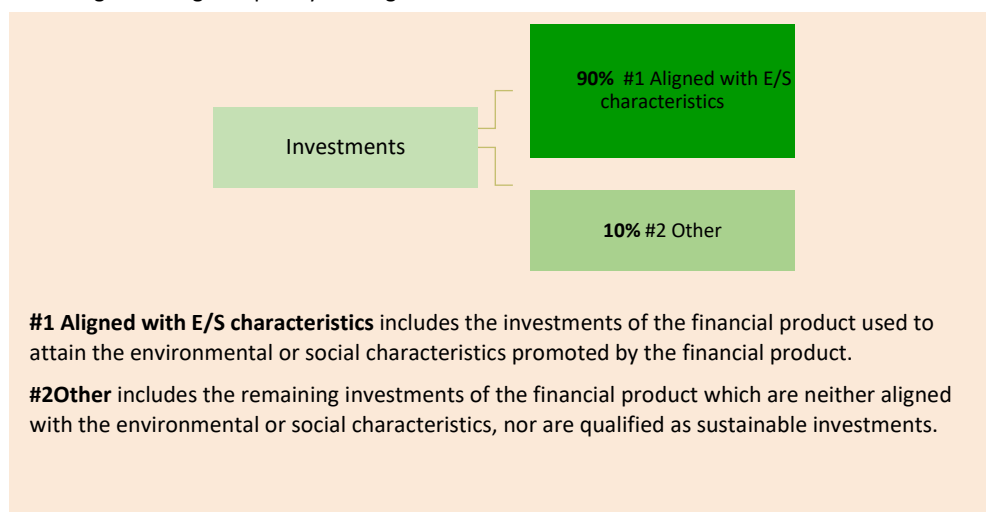 90% #1 Aligned with E/S
characteristics
Investments
10% #2 Other
#1 Aligned with E/S characteristics includes the investments of the financial product used to
attain the environmental or social characteristics promoted by the financial product.
#2Other includes the remaining investments of the financial product which are neither aligned
with the environmental or social characteristics, nor are qualified as sustainable investments.